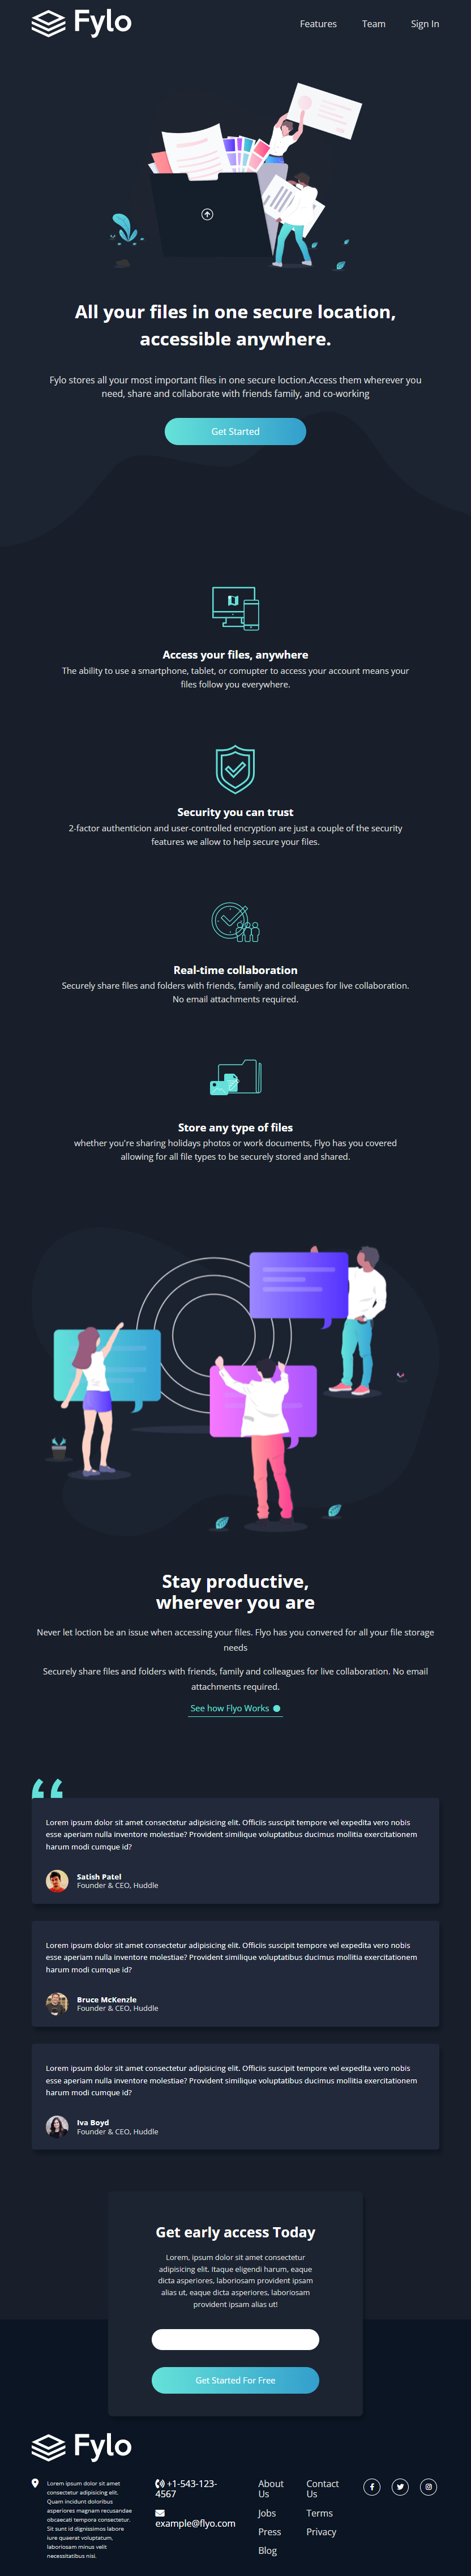 Fylo
Features Team Sign In
All your files in one secure location,
accessible anywhere.
Fylo stores all your most important files in one secure loction.Access them wherever you
need, share and collaborate with friends family, and co-working
Get Started
Access your files, anywhere
The ability to use a smartphone, tablet, or comupter to access your account means your
files follow you everywhere.
Security you can trust
2-factor authenticion and user-controlled encryption are just a couple of the security
features we allow to help secure your files.
Real-time collaboration
Securely share files and folders with friends, family and colleagues for live collaboration.
No email attachments required.
Store any type of files
whether you're sharing holidays photos or work documents, Flyo has you covered
allowing for all file types to be securely stored and shared.
Stay productive,
wherever you are
Never let loction be an issue when accessing your files. Flyo has you convered for all your file storage
needs
Securely share files and folders with friends, family and colleagues for live collaboration. No email
attachments required.
See how Flyo Works
Lorem ipsum dolor sit amet consectetur adipisicing elit. Officiis suscipit tempore vel expedita vero nobis
esse aperiam nulla inventore molestiae? Provident similique voluptatibus ducimus mollitia exercitationem
harum modi cumque id?
Satish Patel
Founder & CEO, Huddle
Lorem ipsum dolor sit amet consectetur adipisicing elit. Officiis suscipit tempore vel expedita vero nobis
esse aperiam nulla inventore molestiae? Provident similique voluptatibus ducimus mollitia exercitationem
harum modi cumque id?
Bruce McKenzle
Founder & CEO, Huddle
Lorem ipsum dolor sit amet consectetur adipisicing elit. Officiis suscipit tempore vel expedita vero nobis
esse aperiam nulla inventore molestiae? Provident similique voluptatibus ducimus mollitia exercitationem
harum modi cumque id?
Iva Boyd
Founder & CEO, Huddle
Get early access Today
Lorem, ipsum dolor sit amet consectetur
adipisicing elit. Itaque eligendi harum, eaque
dicta asperiores, laboriosam provident ipsam
alias ut, eaque dicta asperiores, laboriosam
provident ipsam alias ut!
Get Started For Free
Fylo
Lorem ipsum dolor sit amet
consectetur adipisicing elit.
Quam incidunt doloribus
asperiores magnam recusandae
obcaecati tempora consectetur.
Sit sunt id dignissimos labore
iure quaerat voluptatum,
laboriosam minus velit
necessitatibus nisi.
+1-543-123-
4567
example@flyo.com
About
Us
Jobs
Press
Blog
Contact
Us
Terms
Privacy